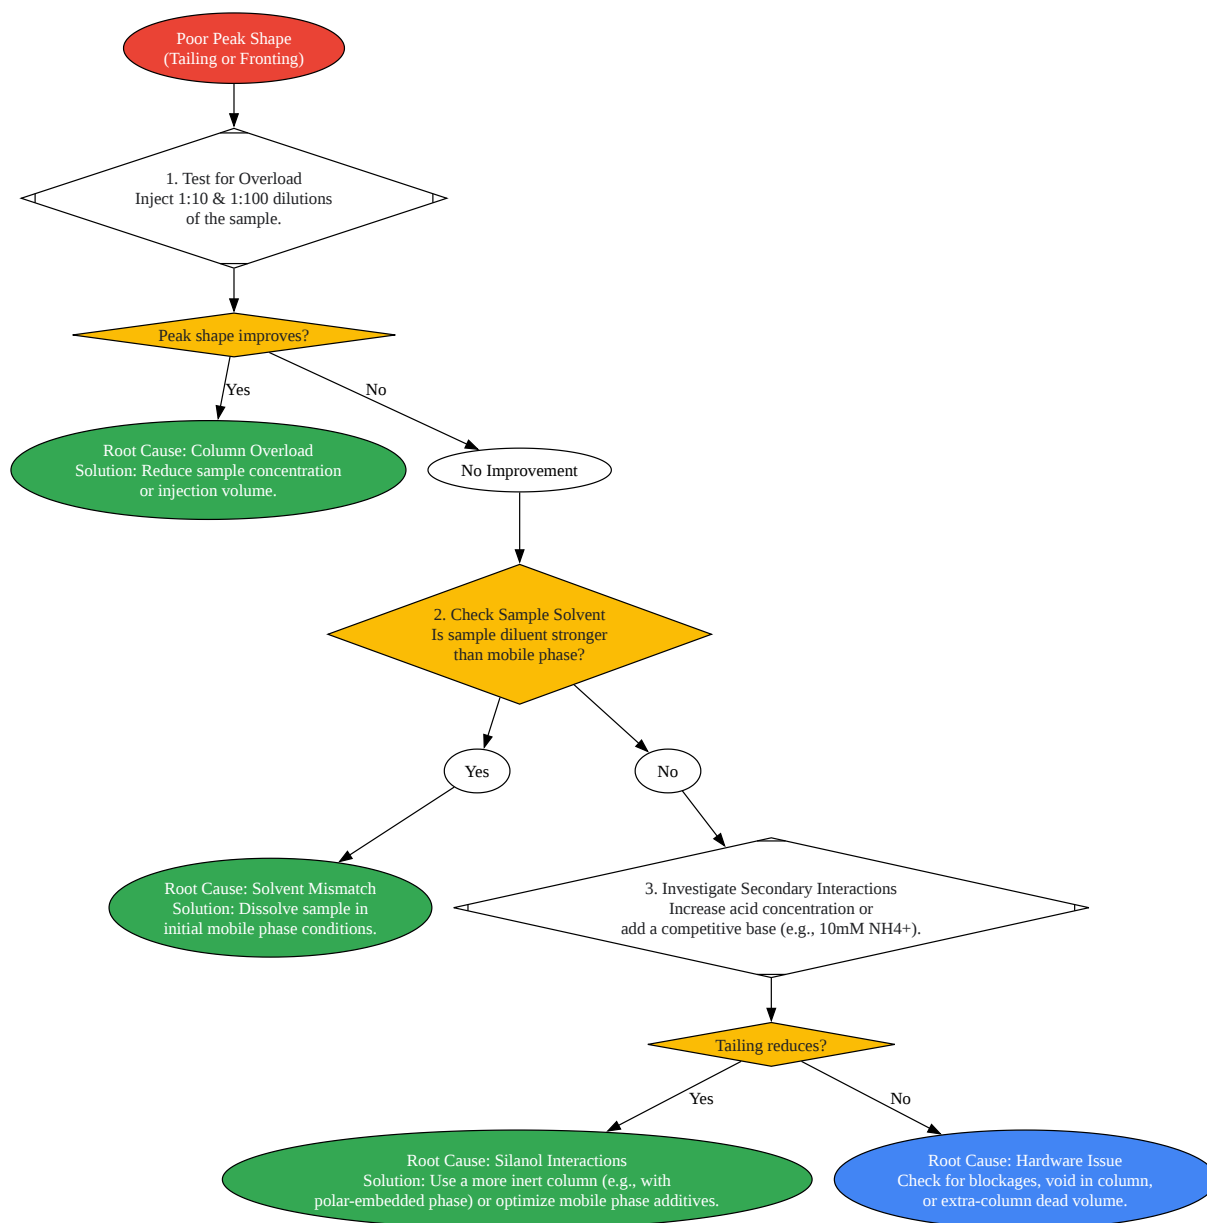 Poor Peak Shape
(Tailing or Fronting)
1. Test for Overload
Inject 1:10 & 1:100 dilutions
of the sample.
Peak shape improves?
Yes
No
Root Cause: Column Overload
Solution: Reduce sample concentration
or injection volume.
No Improvement
2. Check Sample Solvent
Is sample diluent stronger
than mobile phase?
Yes
No
Root Cause: Solvent Mismatch
Solution: Dissolve sample in
initial mobile phase conditions.
3. Investigate Secondary Interactions
Increase acid concentration or
add a competitive base (e.g., 10mM NH4+).
Tailing reduces?
Yes
No
Root Cause: Silanol Interactions
Solution: Use a more inert column (e.g., with
polar-embedded phase) or optimize mobile phase additives.
Root Cause: Hardware Issue
Check for blockages, void in column,
or extra-column dead volume.